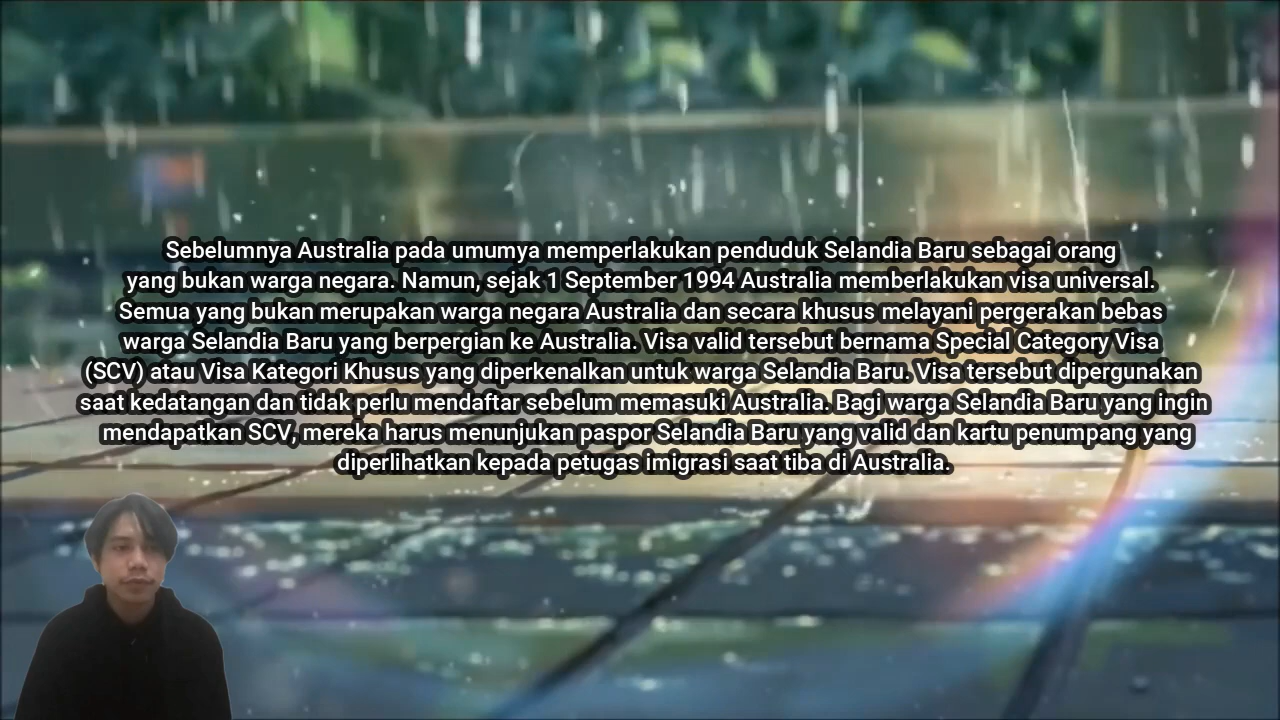 Sebelumnya Australia pada umumya memperlakukan penduduk Selandia Baru sebagai orang
yang bukan warga negara. Namun, sejak 1 September 1994 Australia memberlakukan visa universal.
Semua yang bukan merupakan warga negara Australia dan secara khusus melayani pergerakan bebas
warga Selandia Baru yang berpergian ke Australia. Visa valid tersebut bernama Special Category Visa
(SCV) atau Visa Kategori Khusus yang diperkenalkan untuk warga Selandia Baru. Visa tersebut dipergunakan
saat kedatangan dan tidak perlu mendaftar sebelum memasuki Australia. Bagi warga Selandia Baru yang ingin
mendapatkan SCV, mereka harus menunjukan paspor Selandia Baru yang valid dan kartu penumpang yang
diperlihatkan kepada petugas imigrasi saat tiba di Australia.